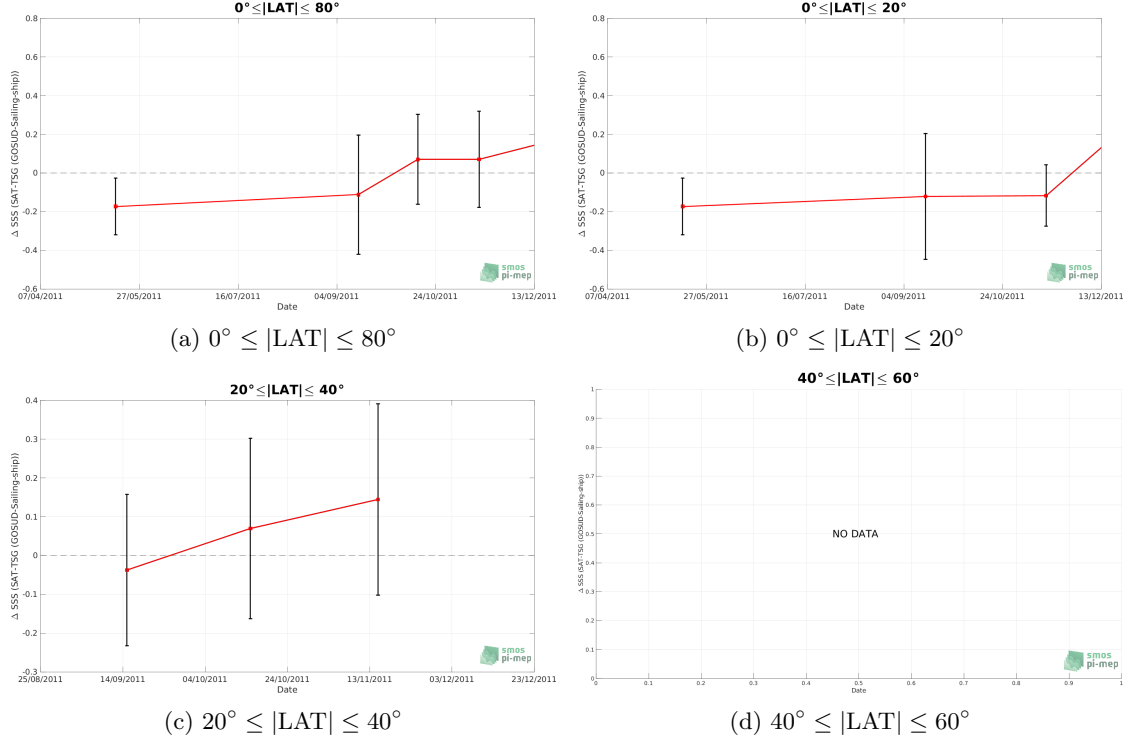 0°≤|LAT|≤ 80°
0.8
0.6
0.4
0.2
0
-0.2
-0.4
-0.6
Δ SSS (SAT-TSG (GOSUD-Sailing-ship))
07/04/2011 27/05/2011 16/07/2011 04/09/2011 24/10/2011 13/12/2011
Date
smos
pi-mep
(a) 0° ≤ |LAT| ≤ 80°
0°≤|LAT|≤ 20°
0.8
0.6
0.4
0.2
0
-0.2
-0.4
-0.6
Δ SSS (SAT-TSG (GOSUD-Sailing-ship))
07/04/2011 27/05/2011 16/07/2011 04/09/2011 24/10/2011 13/12/2011
Date
smos
pi-mep
(b) 0° ≤ |LAT| ≤ 20°
20°≤|LAT|≤ 40°
0.4
0.3
0.2
0.1
0
-0.1
-0.2
-0.3
Δ SSS (SAT-TSG (GOSUD-Sailing-ship))
25/08/2011 14/09/2011 04/10/2011 24/10/2011 13/11/2011 03/12/2011 23/12/2011
Date
smos
pi-mep
(c) 20° ≤ |LAT| ≤ 40°
40°≤|LAT|≤ 60°
1
0.9
0.8
0.7
0.6
0.5
0.4
0.3
0.2
0.1
0
Δ SSS (SAT-TSG (GOSUD-Sailing-ship))
NO DATA
0 0.1 0.2 0.3 0.4 0.5 0.6 0.7 0.8 0.9 1
Date
smos
pi-mep
(d) 40° ≤ |LAT| ≤ 60°